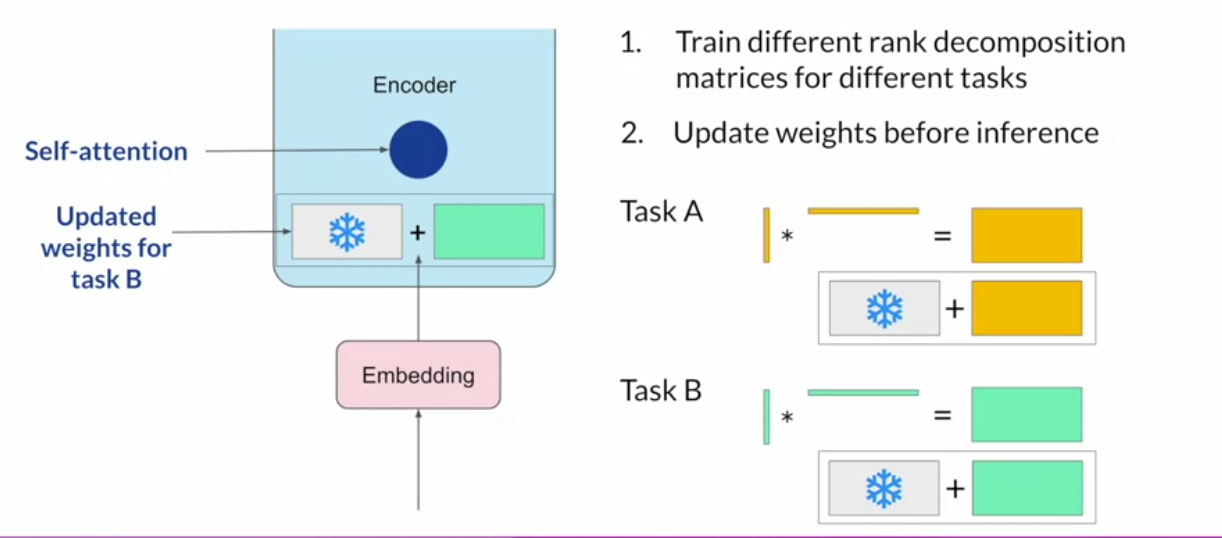 Encoder
Self-attention
Updated
weights for
task B
+
Embedding
1. Train different rank decomposition
matrices for different tasks
2. Update weights before inference
Task A
* =
+
Task B
* =
+